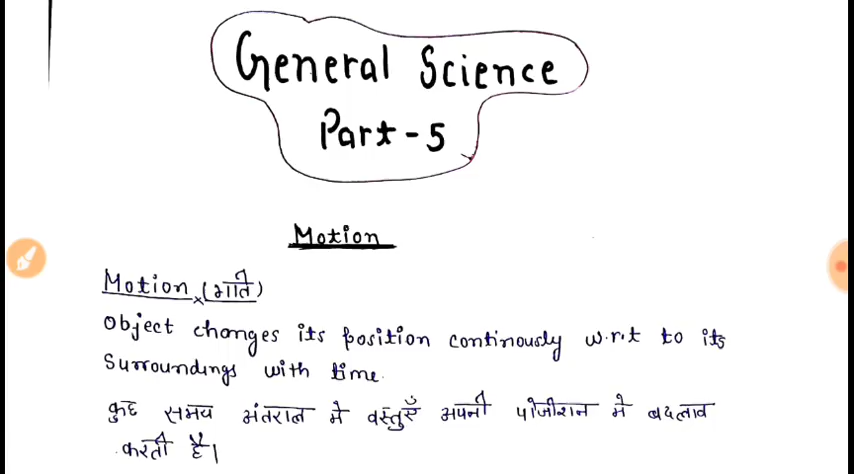 General Science
Part-5
Motion
Motion (गति)
Object changes its position continously w.r.t to its
Surroundings with time.
कुछ समय अंतराल मे वस्तुएँ अपनी पोजीशन में बदलाव
करती है।